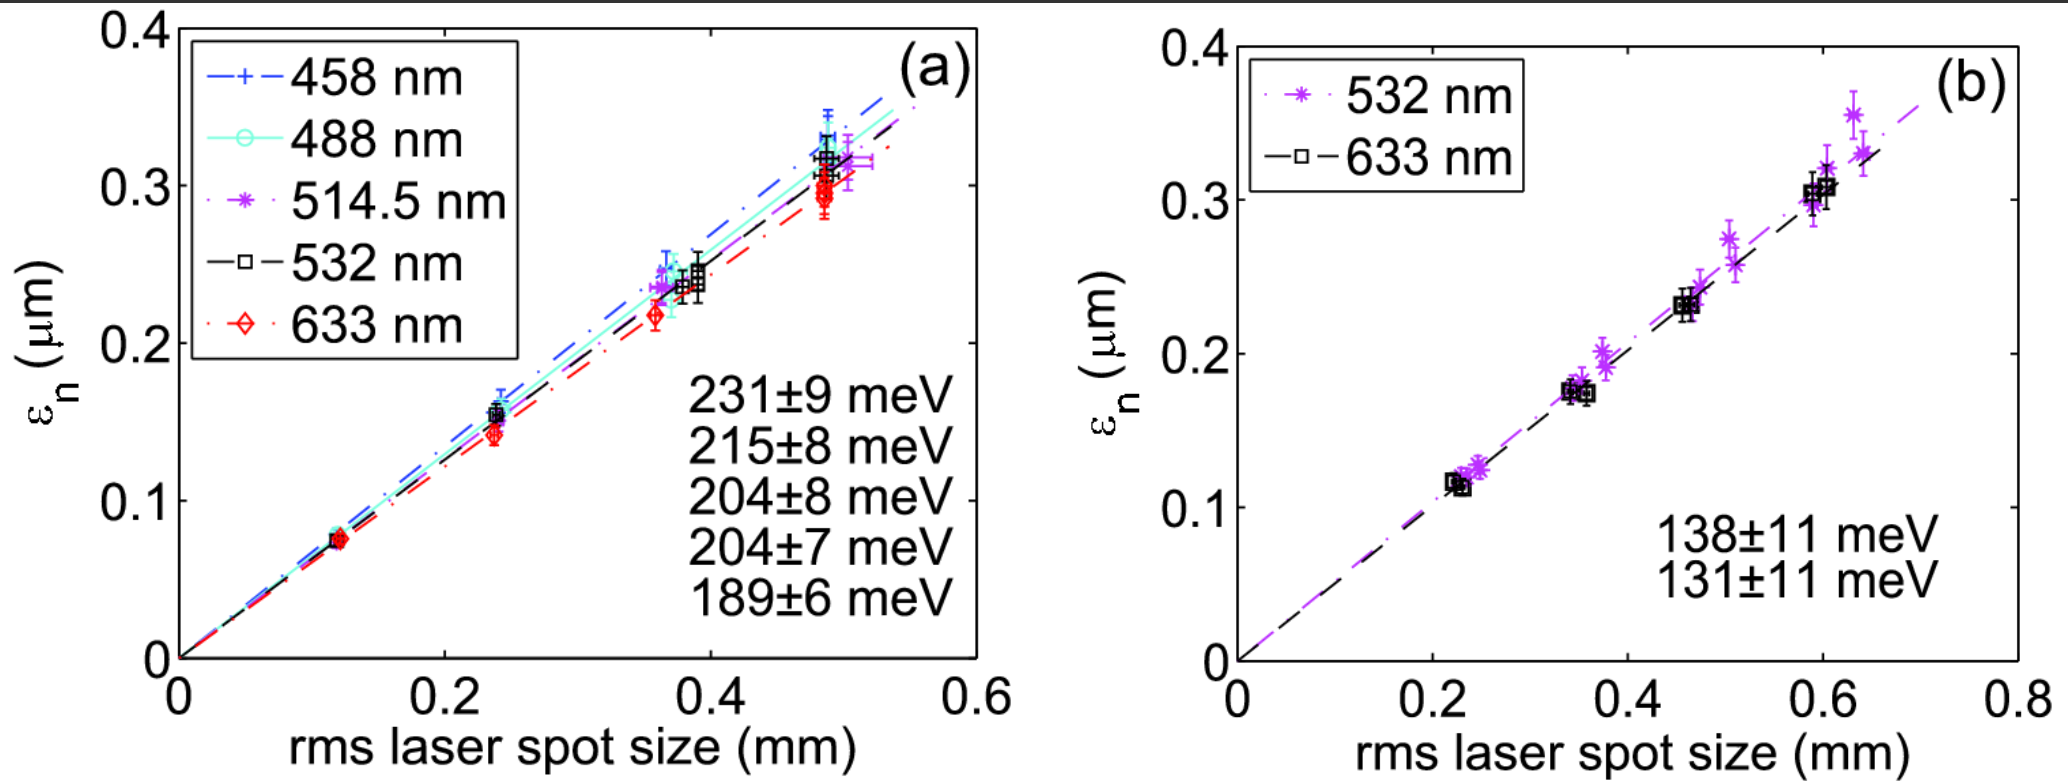 (a)
458 nm
488 nm
514.5 nm
532 nm
633 nm
231±9 meV
215±8 meV
204±8 meV
204±7 meV
189±6 meV
0.4
0.3
0.2
0.1
0
εn (μm)
0 0.2 0.4 0.6
rms laser spot size (mm)
(b)
532 nm
633 nm
138±11 meV
131±11 meV
0.4
0.3
0.2
0.1
0
εn (μm)
0 0.2 0.4 0.6 0.8
rms laser spot size (mm)